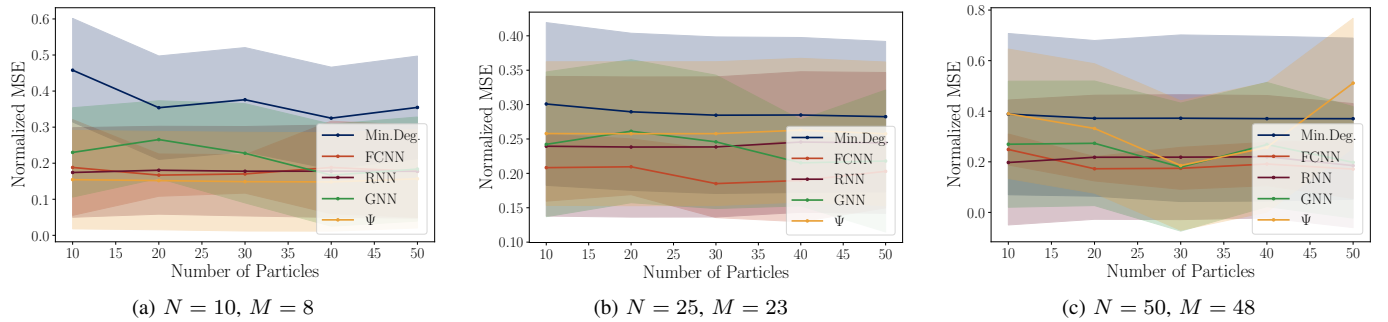 Normalized MSE
0.6
0.5
0.4
0.3
0.2
0.1
0.0
Min.Deg.
FCNN
RNN
GNN
Ψ
10 15 20 25 30 35 40 45 50
Number of Particles
(a) N = 10, M = 8
Normalized MSE
0.40
0.35
0.30
0.25
0.20
0.15
0.10
Min.Deg.
FCNN
RNN
GNN
Ψ
10 15 20 25 30 35 40 45 50
Number of Particles
(b) N = 25, M = 23
Normalized MSE
0.8
0.6
0.4
0.2
0.0
Min.Deg.
FCNN
RNN
GNN
Ψ
10 15 20 25 30 35 40 45 50
Number of Particles
(c) N = 50, M = 48